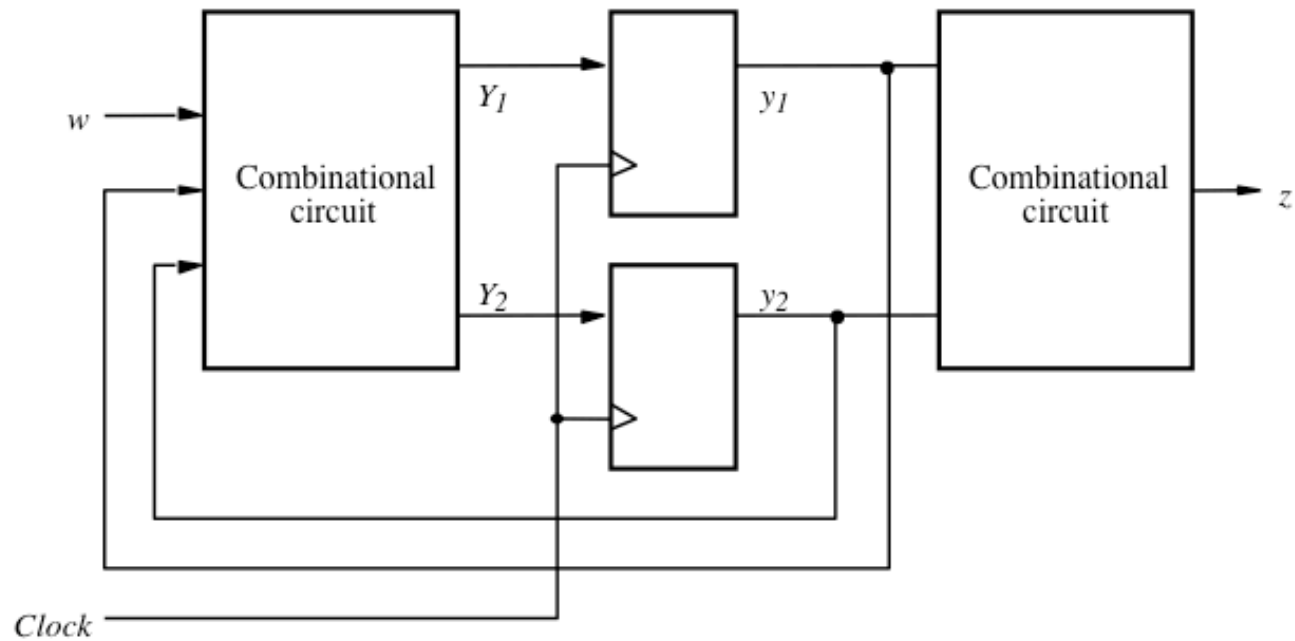 w
Combinational
circuit
Y1
Y2
y1
y2
Combinational
circuit
z
Clock